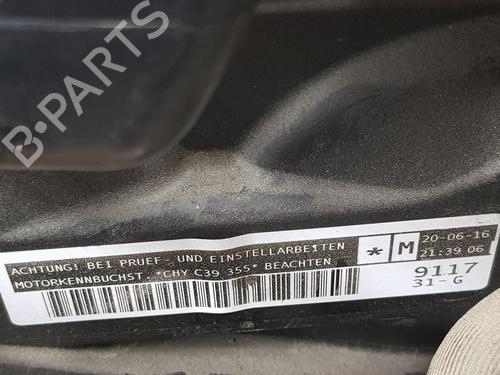 B-PARTS
ACHTUNG! BEI PRUEF- UND EINSTELLARBEITEN
MOTORKENNBUCHST. *CHY C39 355* BEACHTEN
* M
20-06-16
21:39 06
9117
31-G